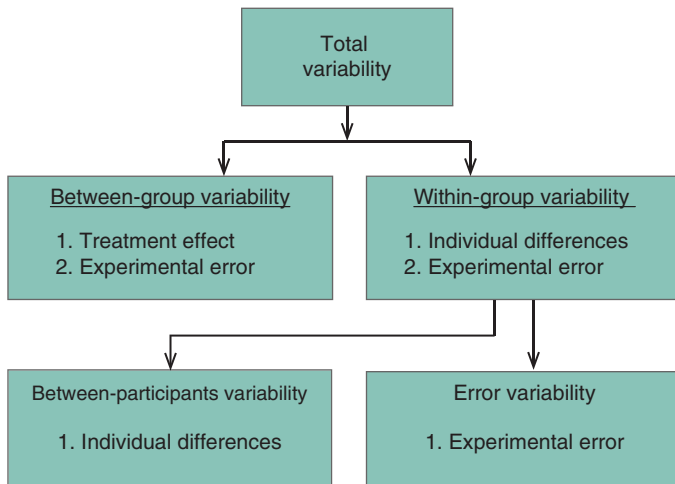 Total
variability
Between-group variability
1. Treatment effect
2. Experimental error
Within-group variability
1. Individual differences
2. Experimental error
Between-participants variability
1. Individual differences
Error variability
1. Experimental error